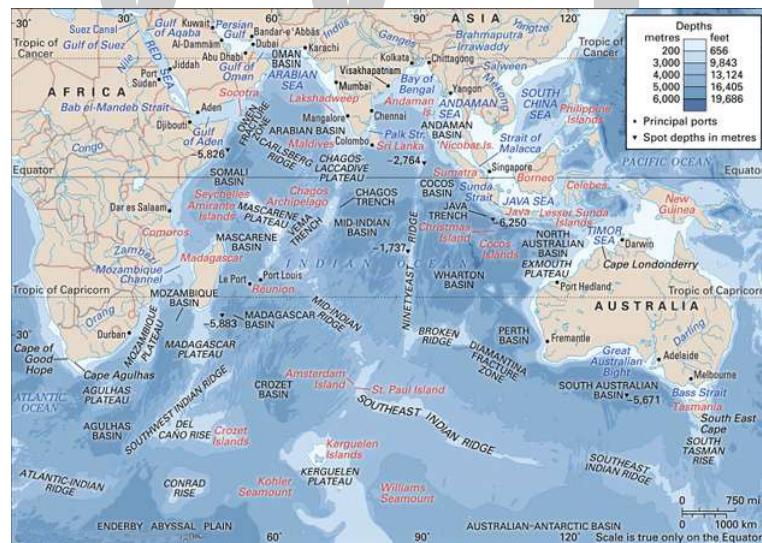 30°
60°
ASIA
120°
Depths
metres feet
200 656
3,000 9,843
4,000 13,124
5,000 16,405
6,000 19,686
• Principal ports
▾ Spot depths in metres
Suez Canal
Gulf of Aqaba
Gulf of Suez
Kuwait
Persian Gulf
Bandar-e 'Abbās
Al-Dammām
Dubai
Abu Dhabi
Gulf of Oman
OMAN BASIN
Karachi
Indus
Ganges
Brahmaputra
Irrawaddy
Yangtze
Tropic of Cancer
Tropic of Cancer
Nile
RED SEA
Jiddah
Port Sudan
ARABIAN SEA
Kolkata
Chittagong
Visakhapatnam
Mumbai
Bay of Bengal
Salween
Mekong
Yangon
SOUTH CHINA SEA
Philippine Islands
AFRICA
Socotra
Lakshadweep
Andaman Is.
ANDAMAN SEA
Bab el-Mandeb Strait
Aden
Djibouti
Gulf of Aden
OWEN FRACTURE ZONE
ARABIAN BASIN
Mangalore
Chennai
Palk Str.
Colombo
Sri Lanka
ANDAMAN BASIN
Nicobar Is.
Strait of Malacca
CARLSBERG RIDGE
Maldives
CHAGOS-LACCADIVE PLATEAU
–2,764
Congo
5,826
Singapore
PACIFIC OCEAN
Equator
Equator
SOMALI BASIN
Sumatra
Borneo
Celebes
New Guinea
COCOS BASIN
Sunda Strait
JAVA SEA
Java
JAVA TRENCH
–6,250
Lesser Sunda Islands
Seychelles
Amirante Islands
Dar es Salaam
MASCARENE PLATEAU
Chagos Archipelago
CHAGOS TRENCH
VEMA TRENCH
MID-INDIAN BASIN
Christmas Island
Cocos Islands
NORTH AUSTRALIAN BASIN
TIMOR SEA
Darwin
Comoros
MASCARENE BASIN
–1,737
NINETYEAST RIDGE
EXMOUTH PLATEAU
Cape Londonderry
Zambezi
Mozambique Channel
Madagascar
INDIAN OCEAN
WHARTON BASIN
Port Hedland
Tropic of Capricorn
Tropic of Capricorn
Le Port
Port Louis
Réunion
AUSTRALIA
MOZAMBIQUE BASIN
–5,883
MADAGASCAR BASIN
MID-INDIAN RIDGE
Orang
30°
30°
Durban
MOZAMBIQUE PLATEAU
MADAGASCAR PLATEAU
BROKEN RIDGE
PERTH BASIN
Fremantle
Darling
Great Australian Bight
Adelaide
Melbourne
Cape of Good Hope
Cape Agulhas
AGULHAS PLATEAU
ATLANTIC OCEAN
SOUTHWEST INDIAN RIDGE
CROZET BASIN
Amsterdam Island
St. Paul Island
DIAMANTINA FRACTURE ZONE
SOUTH AUSTRALIAN BASIN
–5,671
Bass Strait
Tasmania
South East Cape
SOUTH TASMAN RISE
AGULHAS BASIN
DEL CAÑO RISE
Crozet Islands
SOUTHEAST INDIAN RIDGE
Kerguelen Islands
KERGUELEN PLATEAU
SOUTHEAST INDIAN RIDGE
ATLANTIC-INDIAN RIDGE
CONRAD RISE
Kohler Seamount
Williams Seamount
0 750 mi
0 1000 km
ENDERBY ABYSSAL PLAIN
60°
90°
AUSTRALIAN-ANTARCTIC BASIN
120°
Scale is true only on the Equator